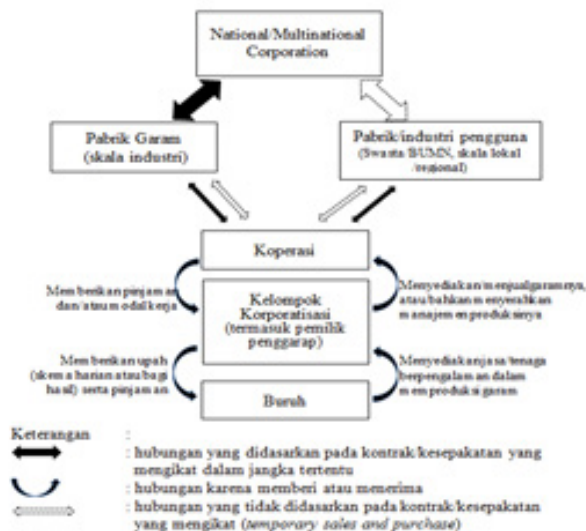 National/Multinational
Corporation
Pabrik Garam
(skala industri)
Pabrik/industri pengguna
(Swasta/BUMN, skala lokal
/regional)
Koperasi
Memberikan pinjaman
dan/atau modal kerja
Menyediakan/menjual garamnya,
atau bahkan menyerahkan
manajemen produksinya
Kelompok
Korporatisasi
(termasuk pemilik
penggarap)
Memberikan upah
(skema harian atau bagi
hasil) serta pinjaman
Menyediakan jasa/tenaga
berpengalaman dalam
memproduksi garam
Buruh
Keterangan :
: hubungan yang didasarkan pada kontrak/kesepakatan yang
mengikat dalam jangka tertentu
: hubungan karena memberi atau menerima
: hubungan yang tidak didasarkan pada kontrak/kesepakatan
yang mengikat (temporary sales and purchase)